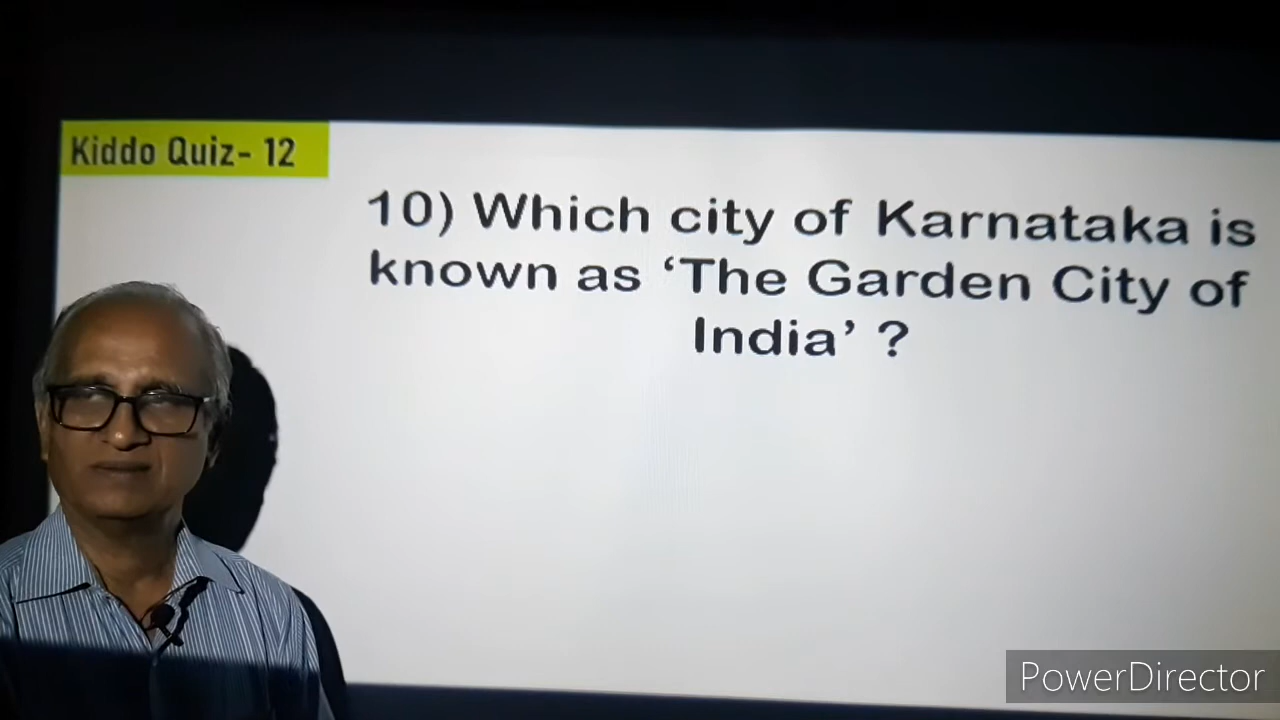 Kiddo Quiz- 12
10) Which city of Karnataka is
known as ‘The Garden City of
India’ ?
PowerDirector